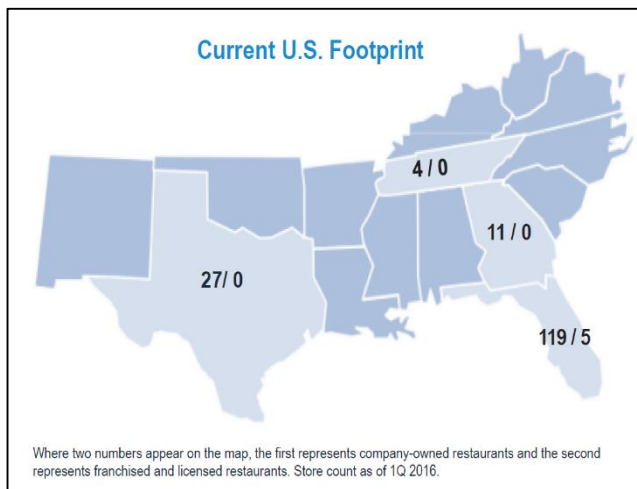 Current U.S. Footprint
4 / 0
11 / 0
27/ 0
119 / 5
Where two numbers appear on the map, the first represents company-owned restaurants and the second
represents franchised and licensed restaurants. Store count as of 1Q 2016.